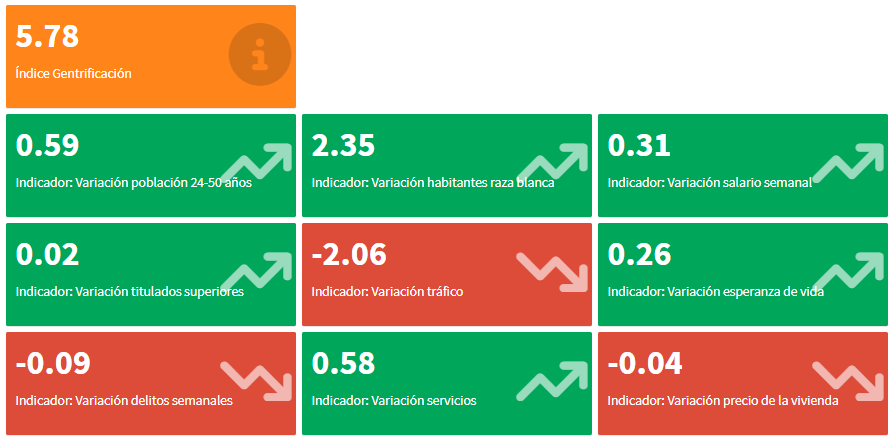 5.78
Índice Gentrificación
0.59
Indicador: Variación población 24-50 años
2.35
Indicador: Variación habitantes raza blanca
0.31
Indicador: Variación salario semanal
0.02
Indicador: Variación titulados superiores
-2.06
Indicador: Variación tráfico
0.26
Indicador: Variación esperanza de vida
-0.09
Indicador: Variación delitos semanales
0.58
Indicador: Variación servicios
-0.04
Indicador: Variación precio de la vivienda